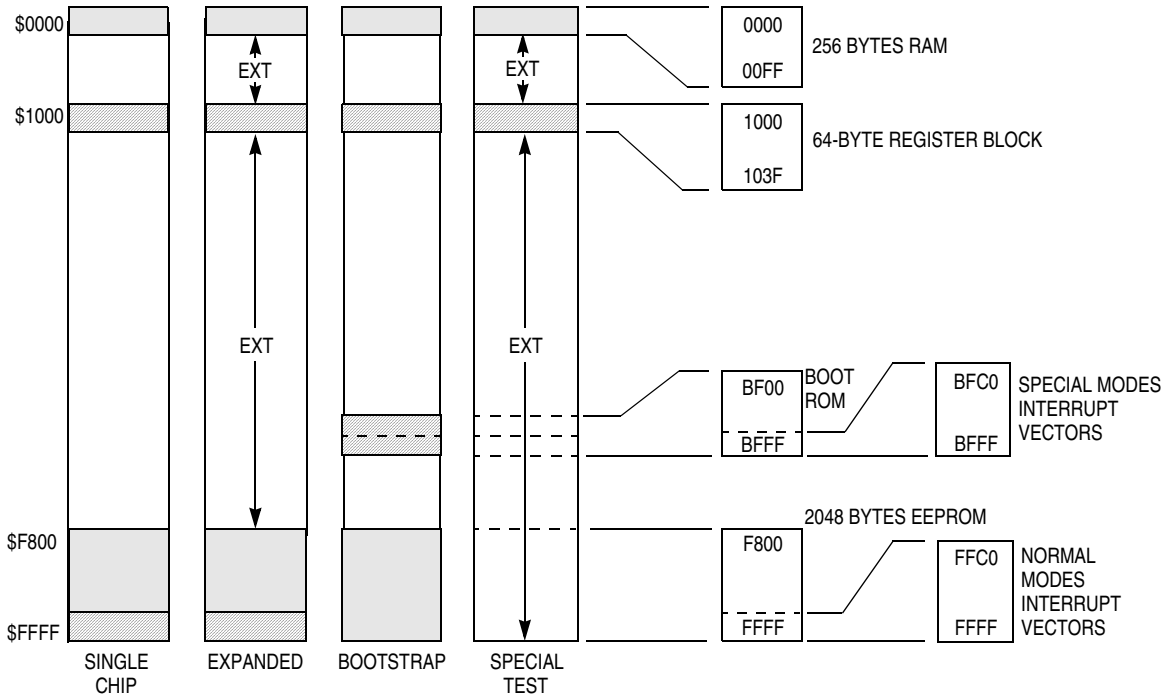 $0000
EXT
EXT
0000
00FF
256 BYTES RAM
$1000
1000
103F
64-BYTE REGISTER BLOCK
EXT
EXT
BF00
BFFF
BOOT
ROM
BFC0
BFFF
SPECIAL MODES
INTERRUPT
VECTORS
$F800
2048 BYTES EEPROM
F800
FFFF
FFC0
FFFF
NORMAL
MODES
INTERRUPT
VECTORS
$FFFF
SINGLE
CHIP
EXPANDED
BOOTSTRAP
SPECIAL
TEST